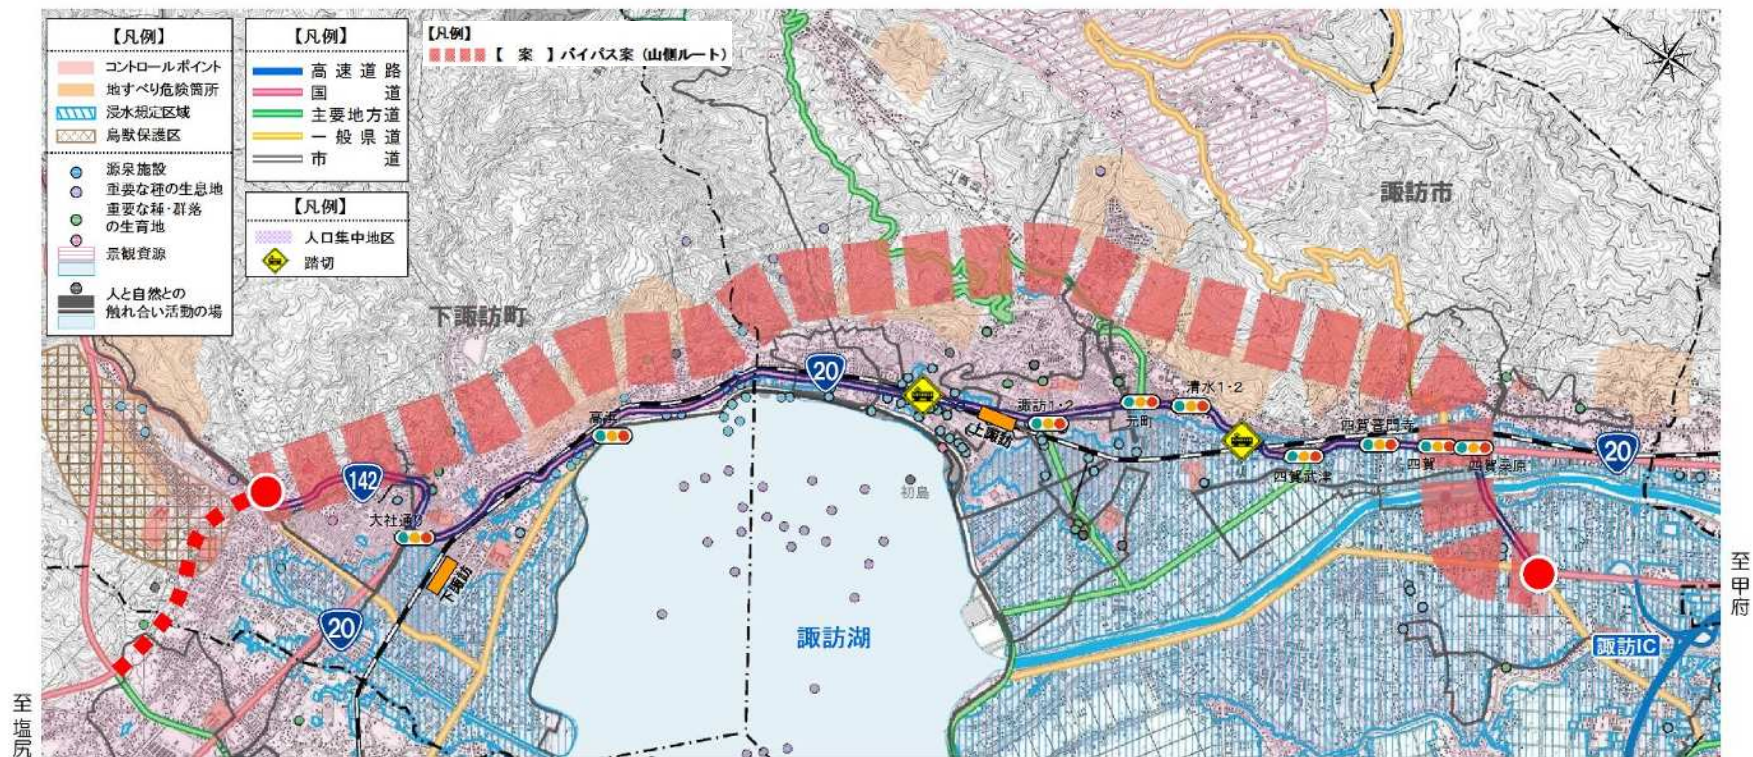 【凡例】
コントロールポイント
地すべり危険箇所
浸水想定区域
鳥獣保護区
源泉施設
重要な種の生息地
重要な種・群落
の生育地
景観資源
人と自然との
触れ合い活動の場
【凡例】
高速道路
国道
主要地方道
一般県道
市道
【凡例】
人口集中地区
踏切
【凡例】
【 案 】バイパス案（山側ルート）
諏訪市
下諏訪町
20
高浜
上諏訪
諏訪1・2
元町
清水1・2
四賀武津
四賀普門寺
四賀
四賀桑原
20
142
大社通り
下諏訪
20
初島
諏訪湖
諏訪IC
至甲府
至塩尻